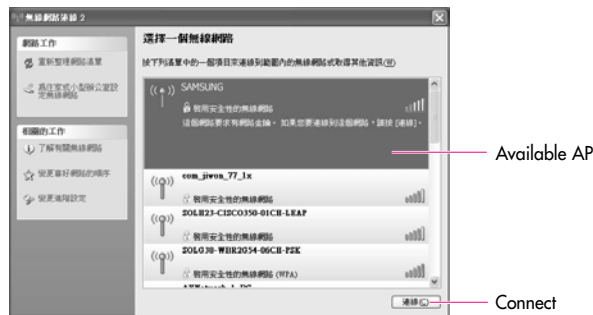 無線網路連線 2
網路工作
選擇一個無線網路
重新整理網路清單
按下列清單中的一個項目來連線到範圍內的無線網路或取得其他資訊(W)
為住家或小型辦公室設定無線網路
SAMSUNG
啟用安全性的無線網路
這個網路要求有網路金鑰。如果您要連線到這個網路，請按 [連線]。
Available AP
相關的工作
了解有關無線網路
變更喜好網路的順序
變更進階設定
com_jiwon_77_1x
啟用安全性的無線網路
SOLH23-CISCO350-01CH-LEAP
啟用安全性的無線網路
SOLG30-WBR2G54-06CH-PSK
啟用安全性的無線網路 (WPA)
連線(C)
Connect